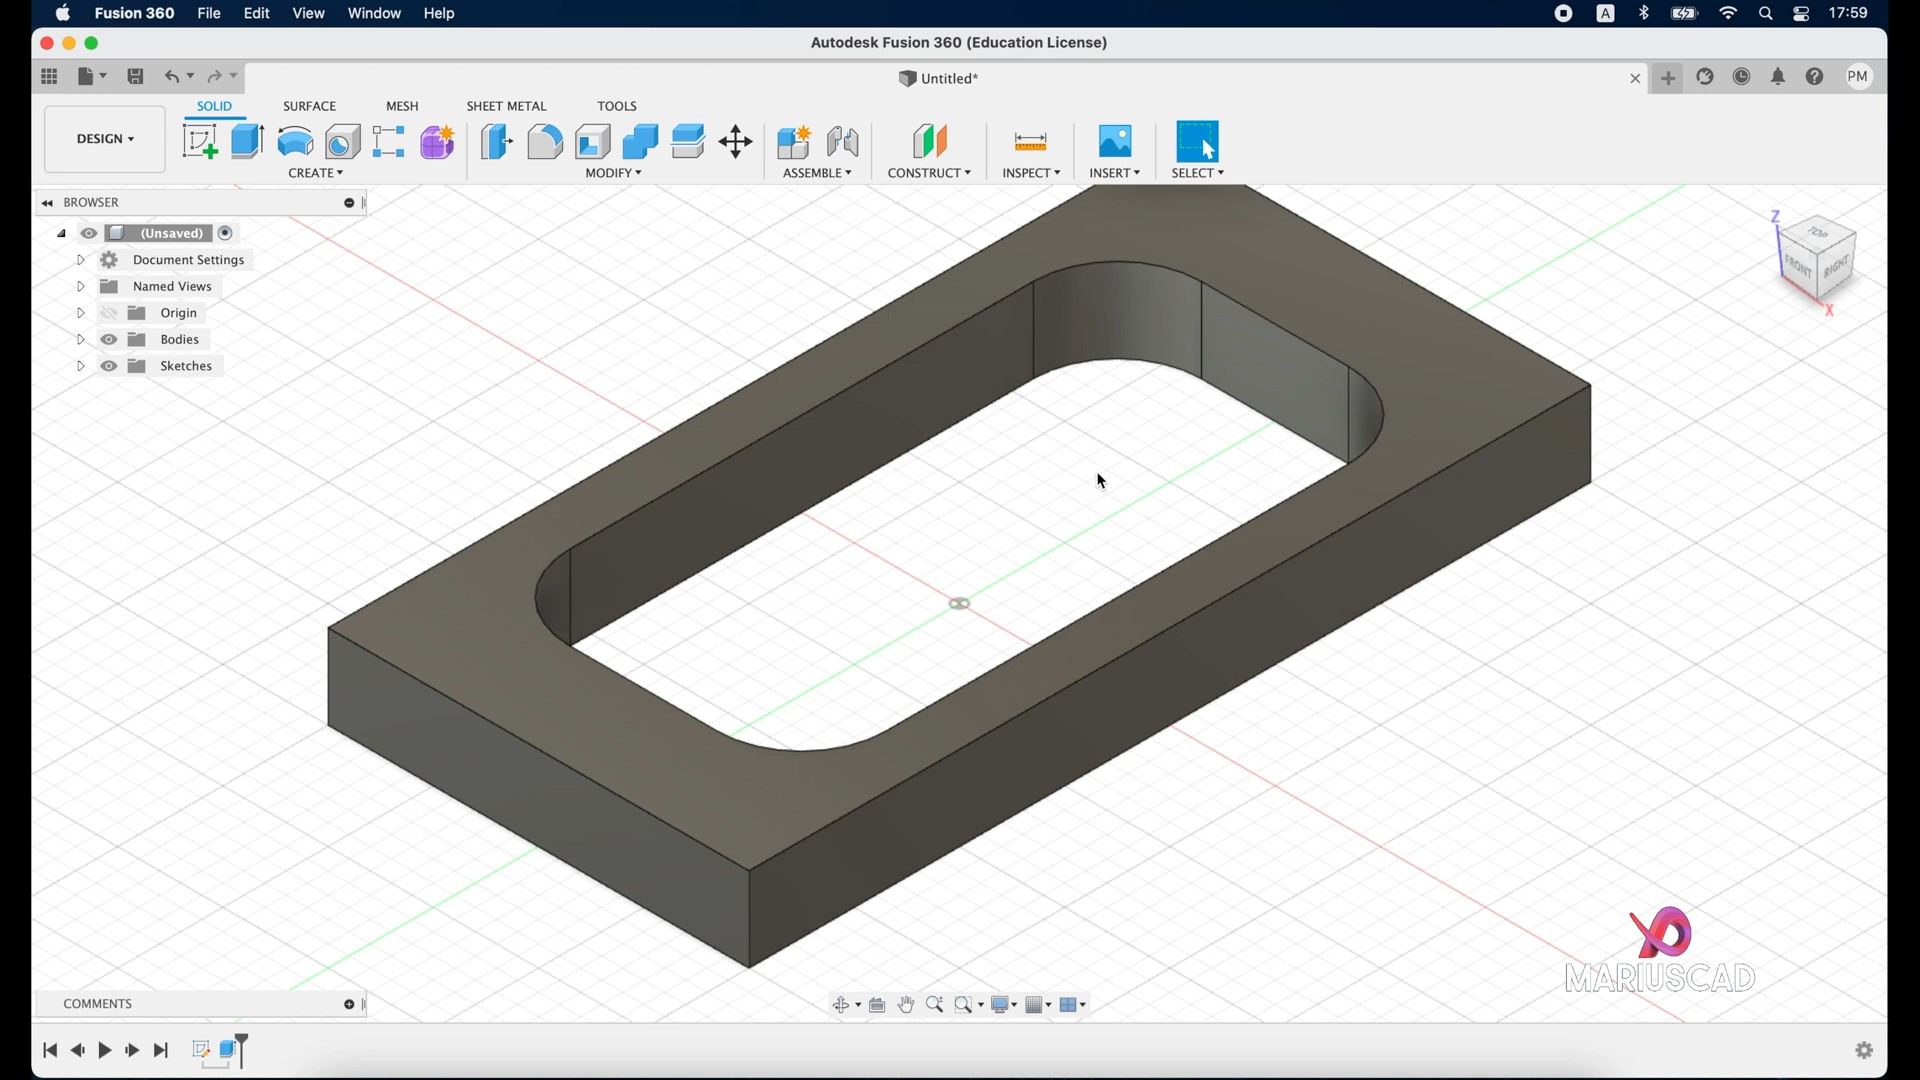 Fusion 360 File Edit View Window Help A 17:59
Autodesk Fusion 360 (Education License)
Untitled* PM
SOLID SURFACE MESH SHEET METAL TOOLS
DESIGN
CREATE MODIFY ASSEMBLE CONSTRUCT INSPECT INSERT SELECT
BROWSER
(Unsaved)
Document Settings
Named Views
Origin
Bodies
Sketches
Z
TOP
FRONT RIGHT
X
MARIUSCAD
COMMENTS